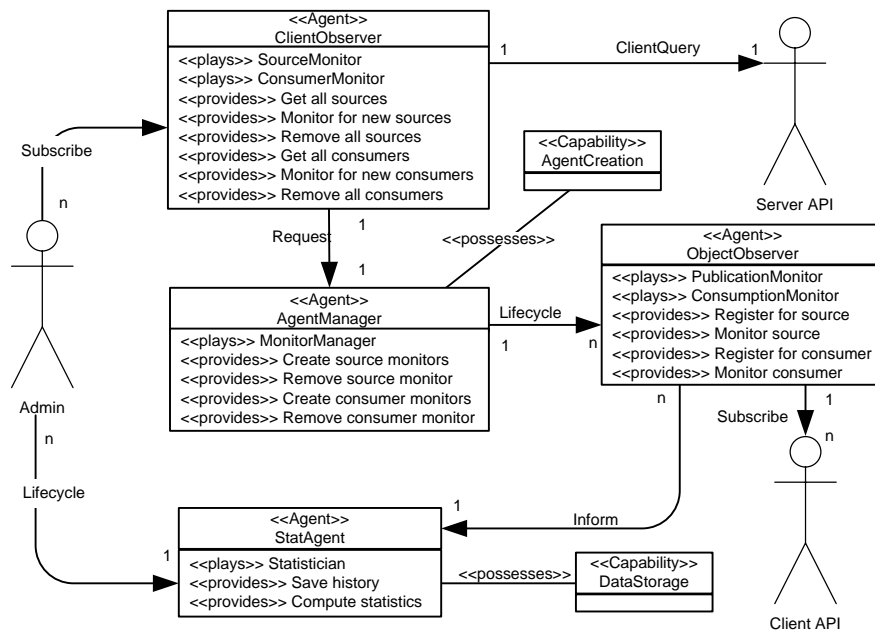 <<Agent>>
ClientObserver
<<plays>> SourceMonitor
<<plays>> ConsumerMonitor
<<provides>> Get all sources
<<provides>> Monitor for new sources
<<provides>> Remove all sources
<<provides>> Get all consumers
<<provides>> Monitor for new consumers
<<provides>> Remove all consumers
1
ClientQuery
1
Server API
Subscribe
n
<<Capability>>
AgentCreation
<<possesses>>
Request
1
1
Admin
n
<<Agent>>
AgentManager
<<plays>> MonitorManager
<<provides>> Create source monitors
<<provides>> Remove source monitor
<<provides>> Create consumer monitors
<<provides>> Remove consumer monitor
Lifecycle
1
n
<<Agent>>
ObjectObserver
<<plays>> PublicationMonitor
<<plays>> ConsumptionMonitor
<<provides>> Register for source
<<provides>> Monitor source
<<provides>> Register for consumer
<<provides>> Monitor consumer
n
1
Subscribe
n
Client API
Lifecycle
1
1
Inform
<<Agent>>
StatAgent
<<plays>> Statistician
<<provides>> Save history
<<provides>> Compute statistics
<<possesses>>
<<Capability>>
DataStorage